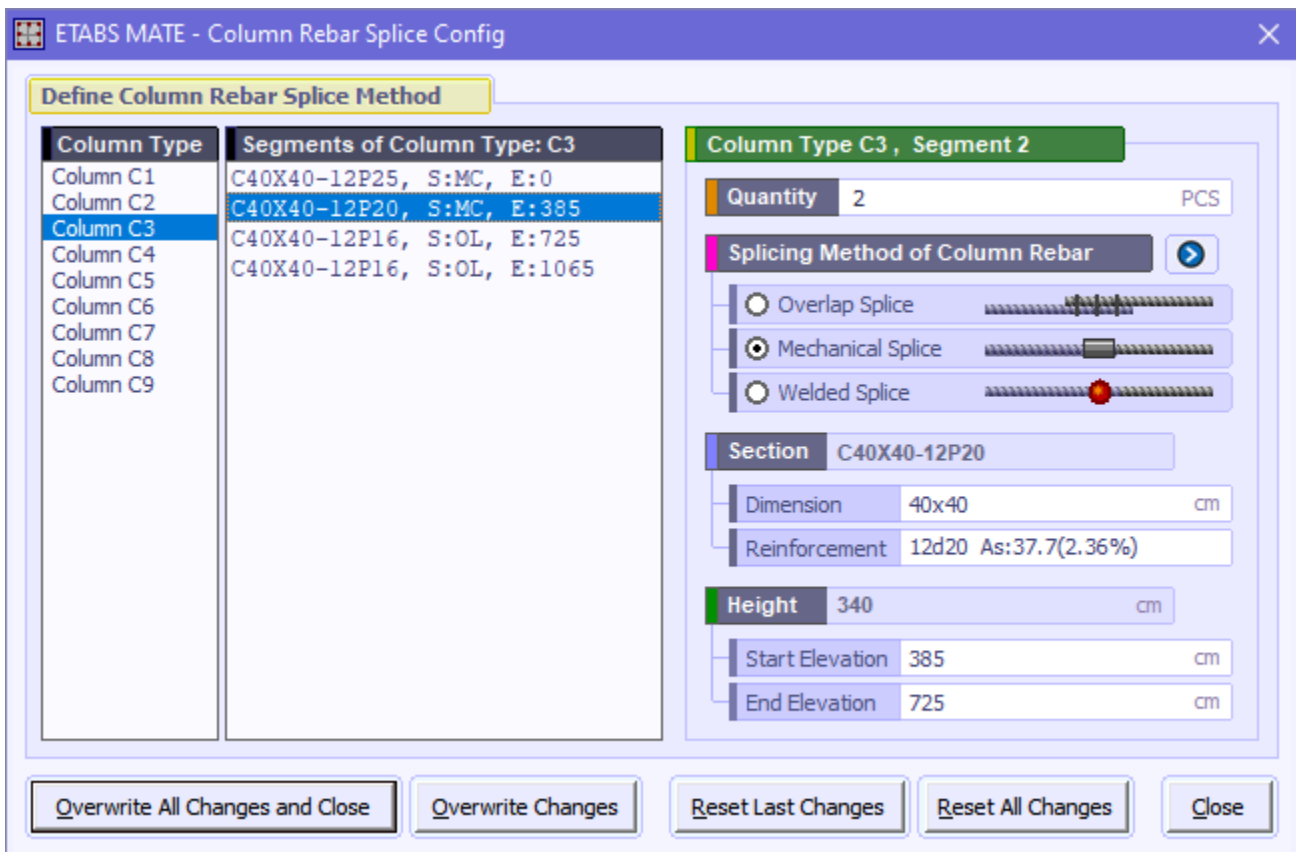 ETABS MATE - Column Rebar Splice Config
Define Column Rebar Splice Method
Column Type
Column C1
Column C2
Column C3
Column C4
Column C5
Column C6
Column C7
Column C8
Column C9
Segments of Column Type: C3
C40X40-12P25, S:MC, E:0
C40X40-12P20, S:MC, E:385
C40X40-12P16, S:OL, E:725
C40X40-12P16, S:OL, E:1065
Column Type C3 , Segment 2
Quantity 2 PCS
Splicing Method of Column Rebar
Overlap Splice
Mechanical Splice
Welded Splice
Section C40X40-12P20
Dimension 40x40 cm
Reinforcement 12d20 As:37.7(2.36%)
Height 340 cm
Start Elevation 385 cm
End Elevation 725 cm
Overwrite All Changes and Close Overwrite Changes Reset Last Changes Reset All Changes Close